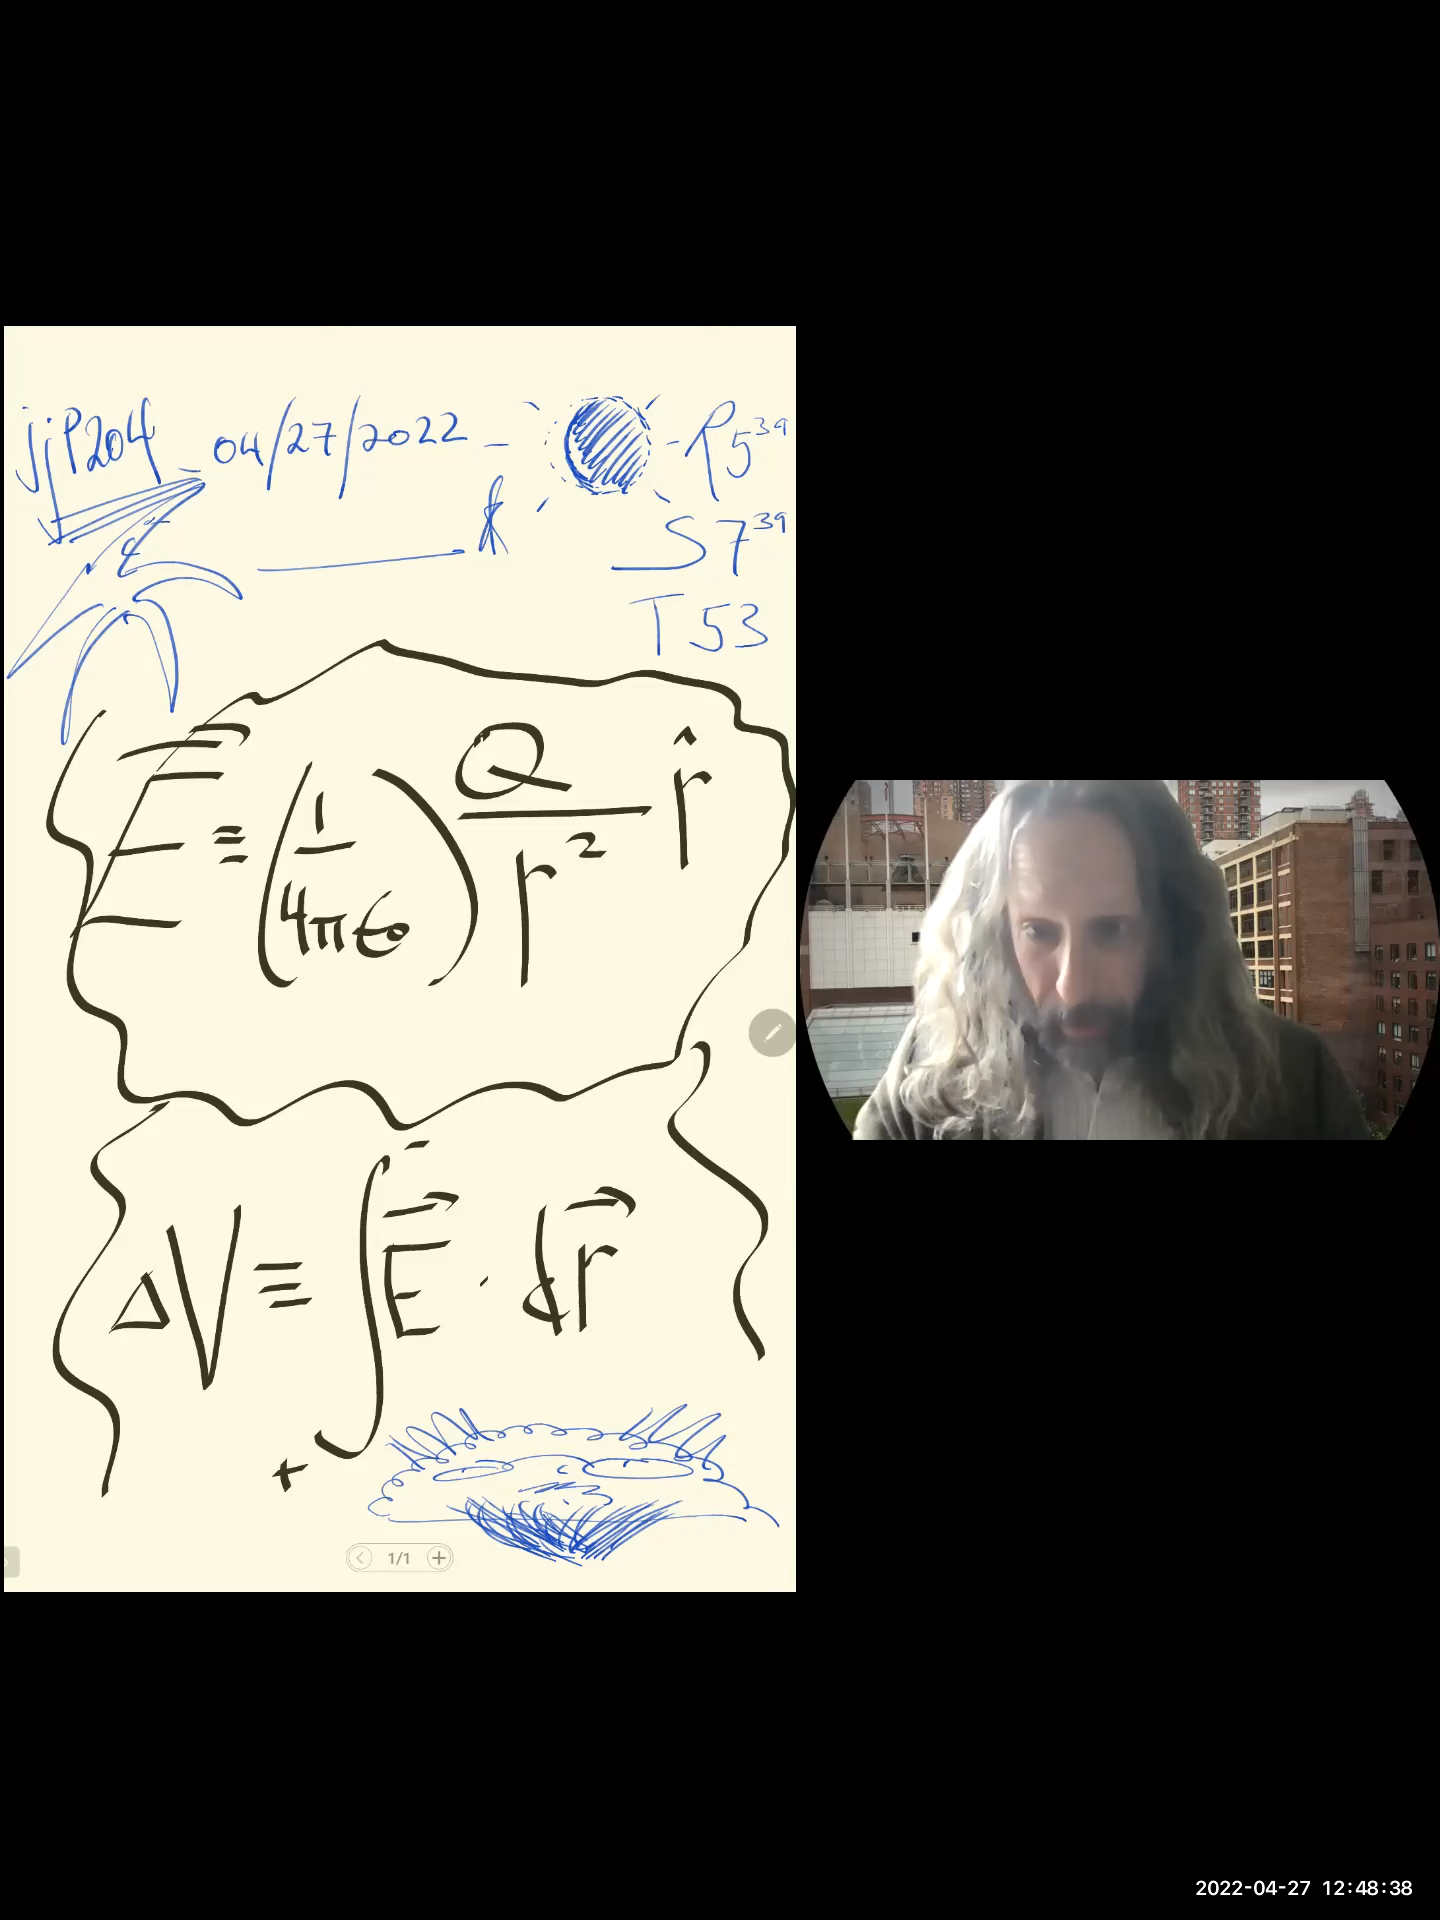 jjP204 - 04/27/2022 - R5³⁹
S7³⁹
T53
E⃗ = (1/4πε₀) Q/r² r̂
ΔV ≡ ∫₊⁻ E⃗ · dr⃗
1/1
2022-04-27 12:48:38